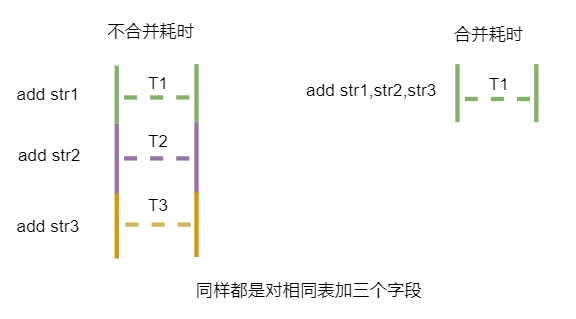 不合并耗时
合并耗时
add str1
T1
add str1,str2,str3
T1
add str2
T2
add str3
T3
同样都是对相同表加三个字段